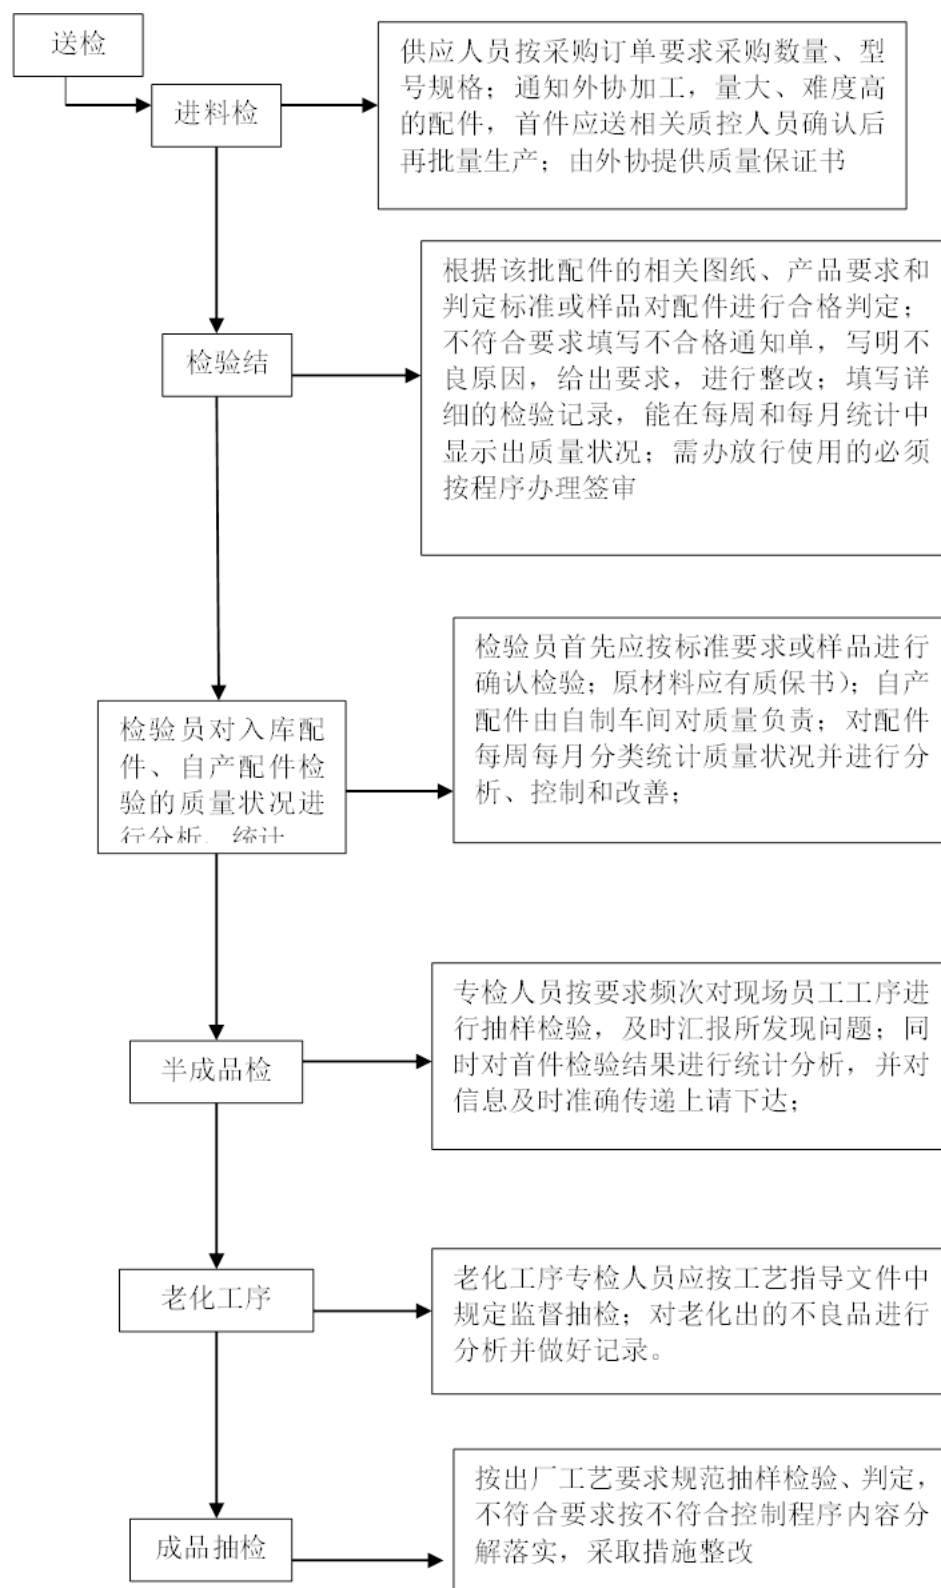 送检
供应人员按采购订单要求采购数量、型
号规格；通知外协加工，量大、难度高
的配件，首件应送相关质控人员确认后
再批量生产；由外协提供质量保证书
进料检
根据该批配件的相关图纸、产品要求和
判定标准或样品对配件进行合格判定；
不符合要求填写不合格通知单，写明不
良原因，给出要求，进行整改；填写详
细的检验记录，能在每周和每月统计中
显示出质量状况；需办放行使用的必须
按程序办理签审
检验结
检验员首先应按标准要求或样品进行
确认检验；原材料应有质保书）；自产
配件由自制车间对质量负责；对配件
每周每月分类统计质量状况并进行分
析、控制和改善；
检验员对入库配
件、自产配件检
验的质量状况进
行分析、统计
专检人员按要求频次对现场员工工序进
行抽样检验，及时汇报所发现问题；同
时对首件检验结果进行统计分析，并对
信息及时准确传递上请下达；
半成品检
老化工序专检人员应按工艺指导文件中
规定监督抽检；对老化出的不良品进行
分析并做好记录。
老化工序
按出厂工艺要求规范抽样检验、判定，
不符合要求按不符合控制程序内容分
解落实，采取措施整改
成品抽检